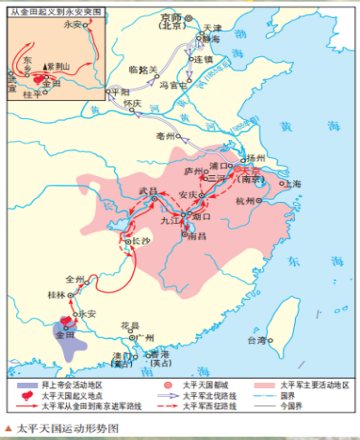 从金田起义到永安突围
永安
东乡
紫荆山
金田
武宣
桂平
京师
(北京)
天津
静海
连镇
临洺关
冯官屯
平阳
怀庆
渤
海
黄
河
黄
河
黄
海
亳州
扬州
浦口
天京
(南京)
庐州
三河
上海
安庆
杭州
武昌
九江
湖口
南昌
长沙
东
海
全州
桂林
永安
金田
花县
广州
澳门
(葡占)
香港
(英占)
台湾
南
海
拜上帝会活动地区
太平天国都城
太平军主要活动地区
太平天国起义地点
太平军北伐路线
国界
太平军从金田到南京进军路线
太平军西征路线
今国界
▲ 太平天国运动形势图